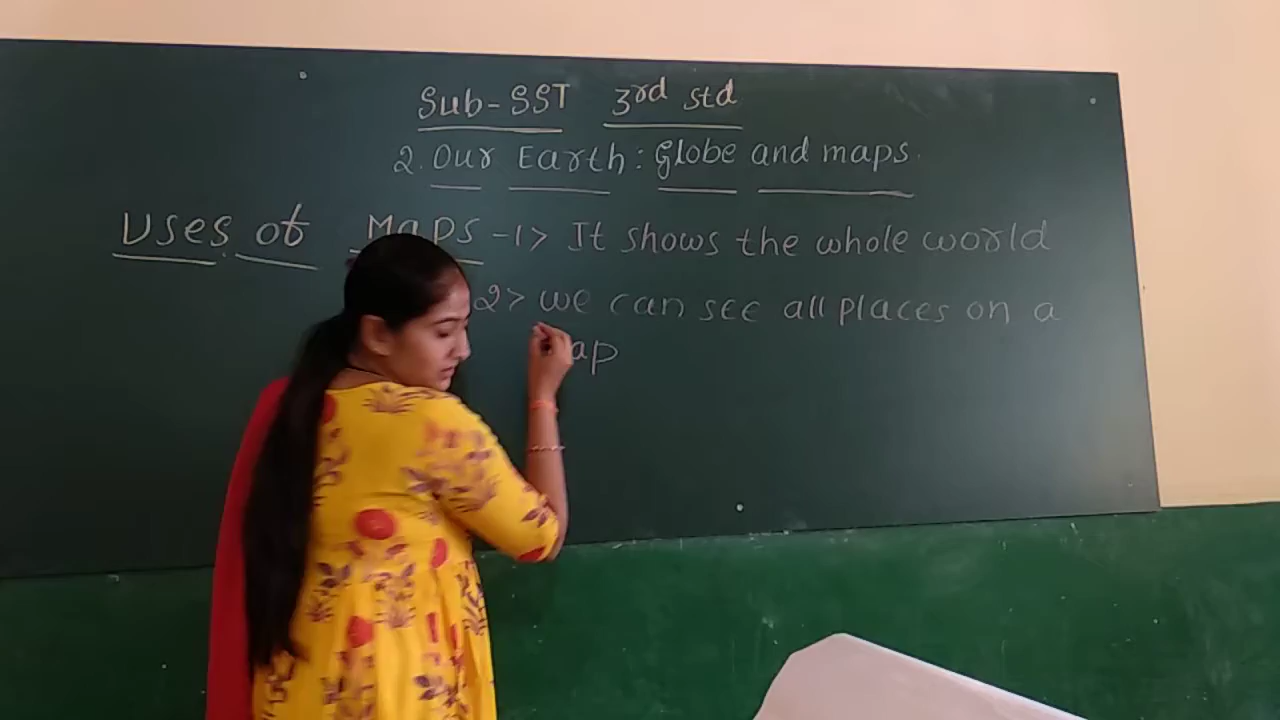 Sub-SST 3rd std
2. Our Earth: Globe and maps.
Uses of Maps -1> It shows the whole world
2> we can see all places on a